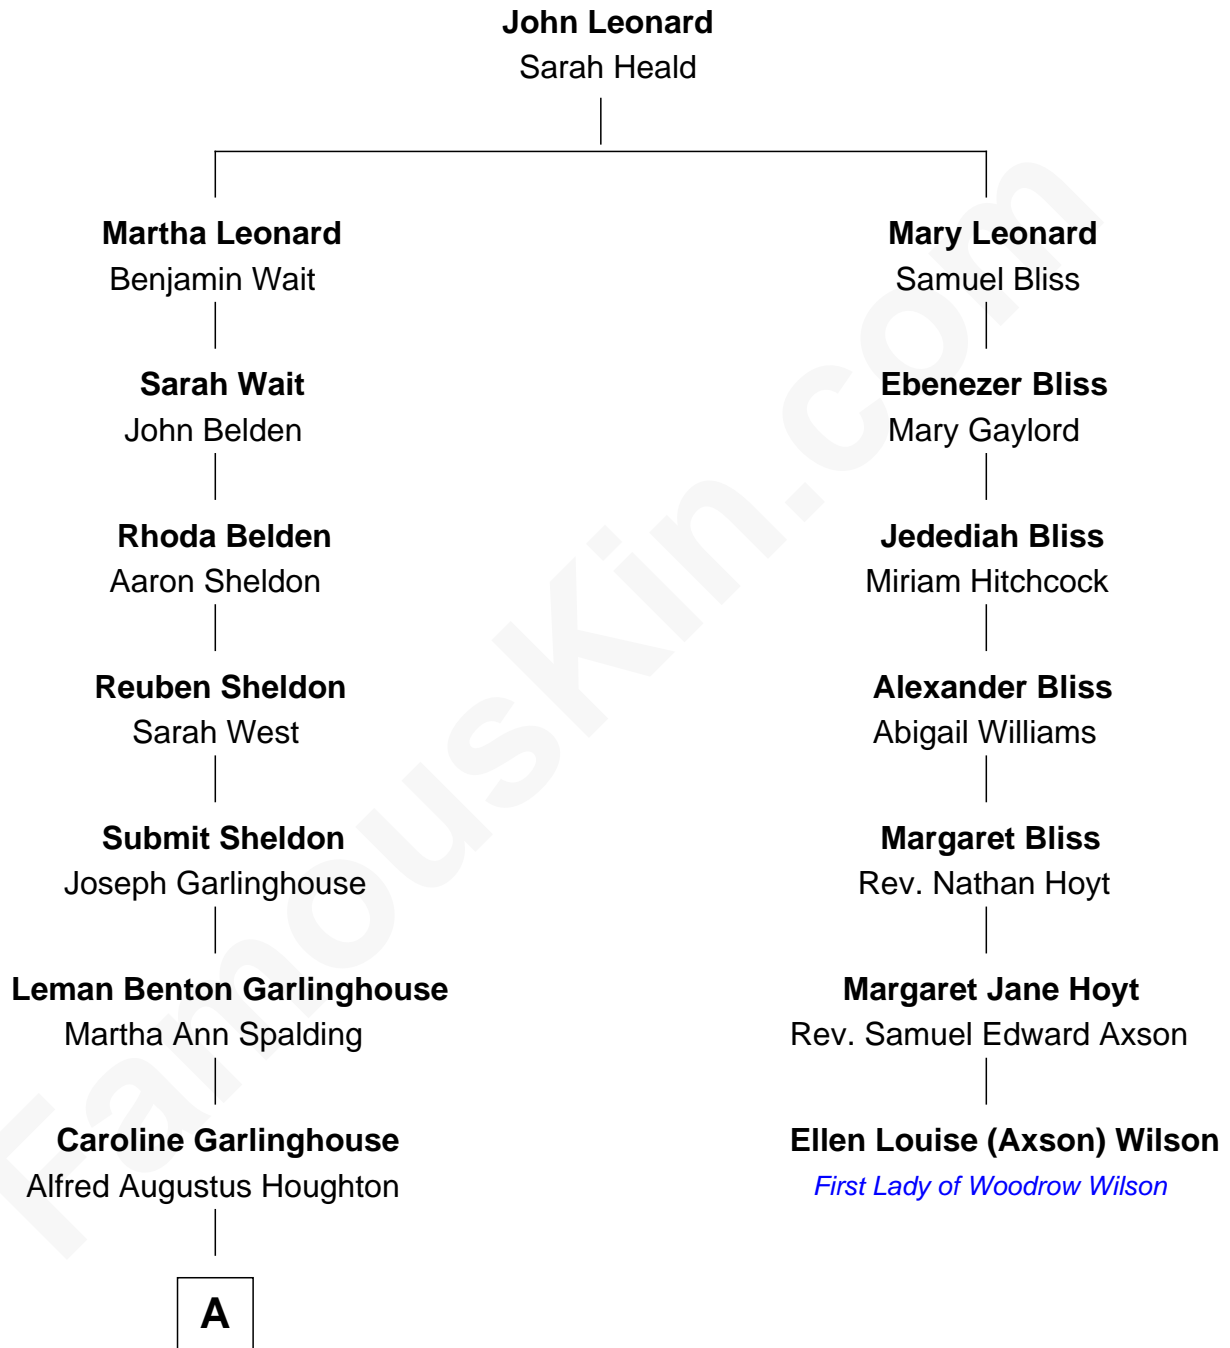 John Leonard
Sarah Heald
Martha Leonard
Benjamin Wait
Mary Leonard
Samuel Bliss
Sarah Wait
John Belden
Ebenezer Bliss
Mary Gaylord
Rhoda Belden
Aaron Sheldon
Jedediah Bliss
Miriam Hitchcock
Reuben Sheldon
Sarah West
Alexander Bliss
Abigail Williams
Submit Sheldon
Joseph Garlinghouse
Margaret Bliss
Rev. Nathan Hoyt
Leman Benton Garlinghouse
Martha Ann Spalding
Margaret Jane Hoyt
Rev. Samuel Edward Axson
Caroline Garlinghouse
Alfred Augustus Houghton
Ellen Louise (Axson) Wilson
First Lady of Woodrow Wilson
A
FamousKin.com